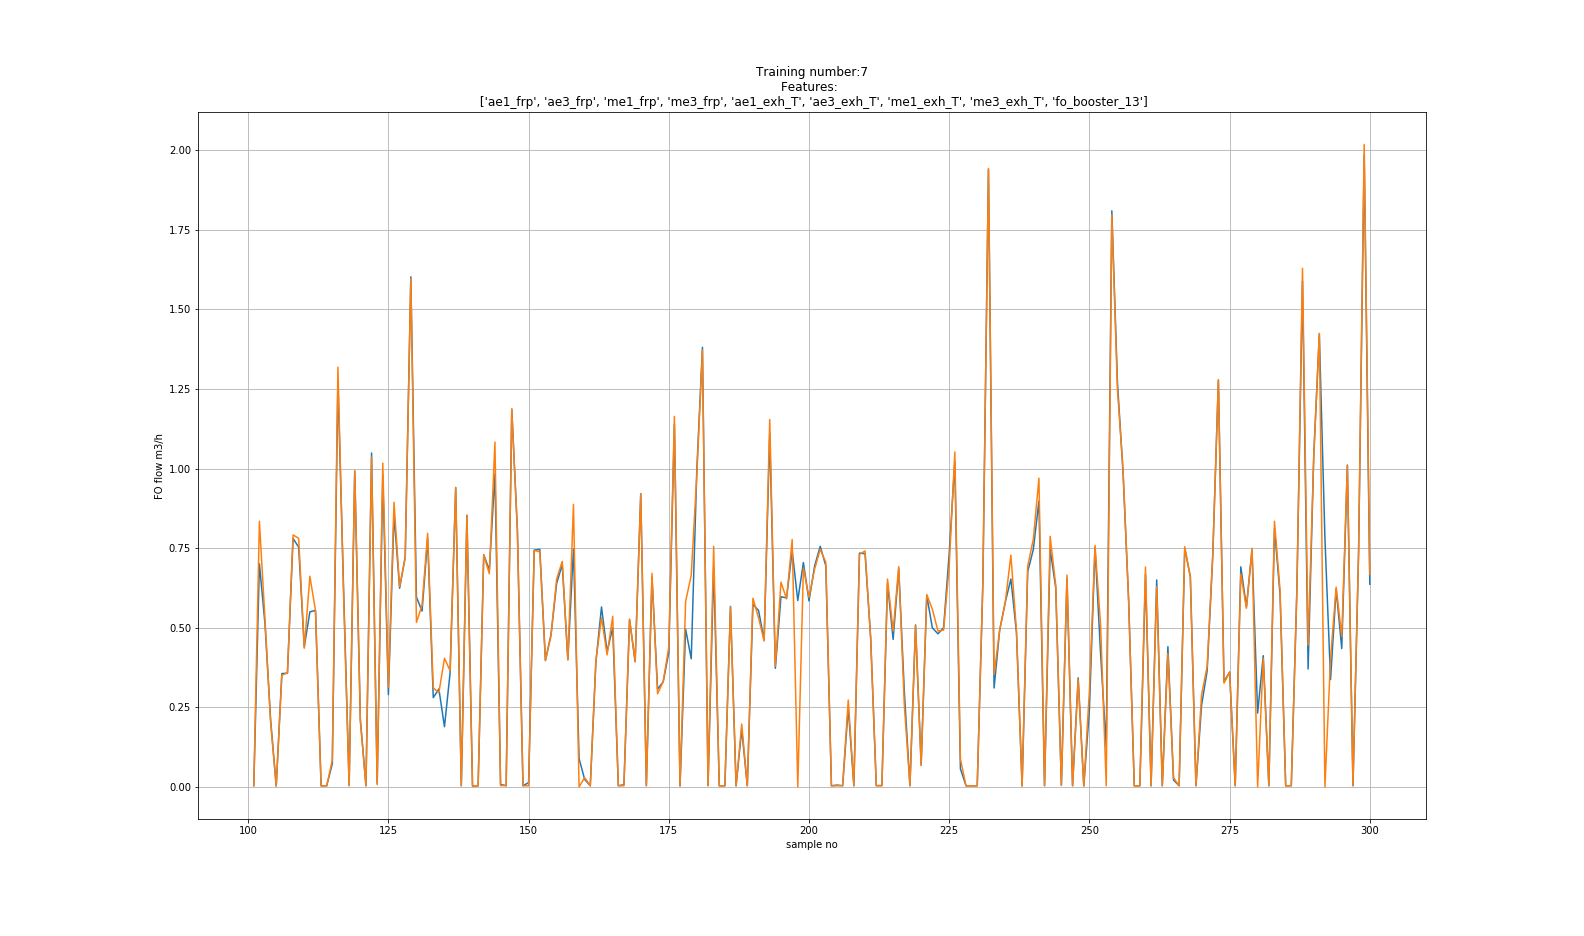 Training number:7
Features:
['ae1_frp', 'ae3_frp', 'me1_frp', 'me3_frp', 'ae1_exh_T', 'ae3_exh_T', 'me1_exh_T', 'me3_exh_T', 'fo_booster_13']
2.00
1.75
1.50
1.25
1.00
0.75
0.50
0.25
0.00
FO flow m3/h
100 125 150 175 200 225 250 275 300
sample no